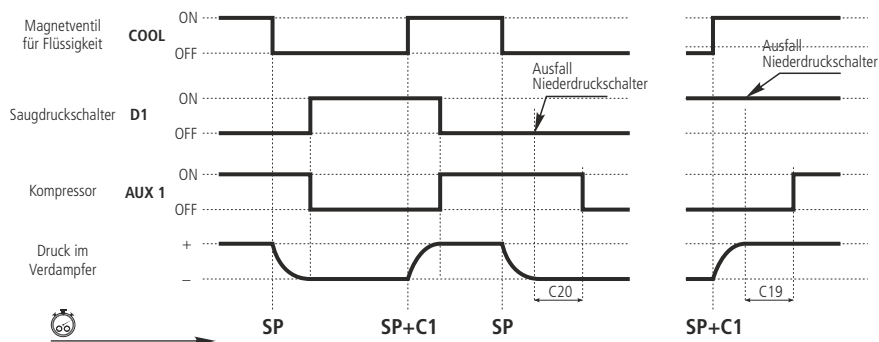 Magnetventil
für Flüssigkeit
COOL
ON
OFF
Ausfall
Niederdruckschalter
Ausfall
Niederdruckschalter
Saugdruckschalter D1
ON
OFF
Kompressor AUX 1
ON
OFF
Druck im
Verdampfer
+
–
C20
C19
SP
SP+C1
SP
SP+C1